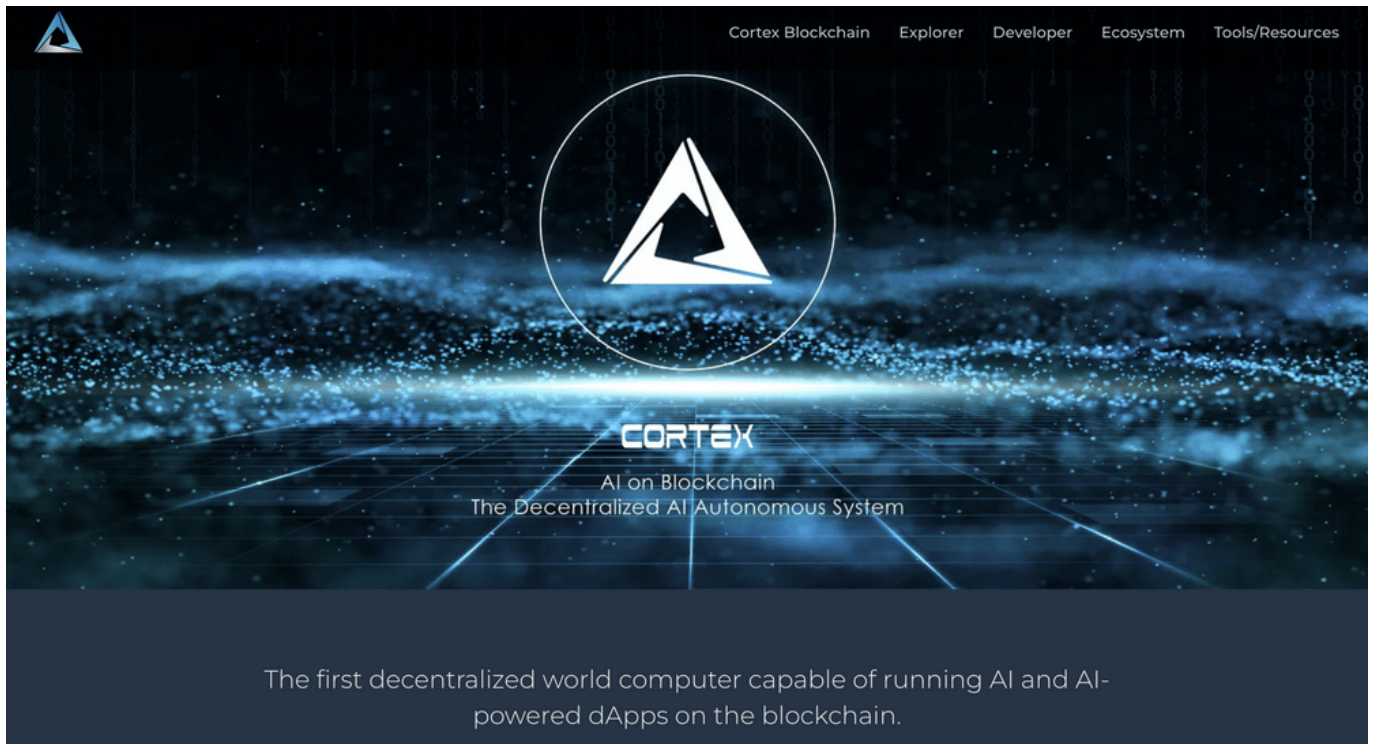 Cortex Blockchain Explorer Developer Ecosystem Tools/Resources
CORTEX
AI on Blockchain
The Decentralized AI Autonomous System
The first decentralized world computer capable of running AI and AI-
powered dApps on the blockchain.